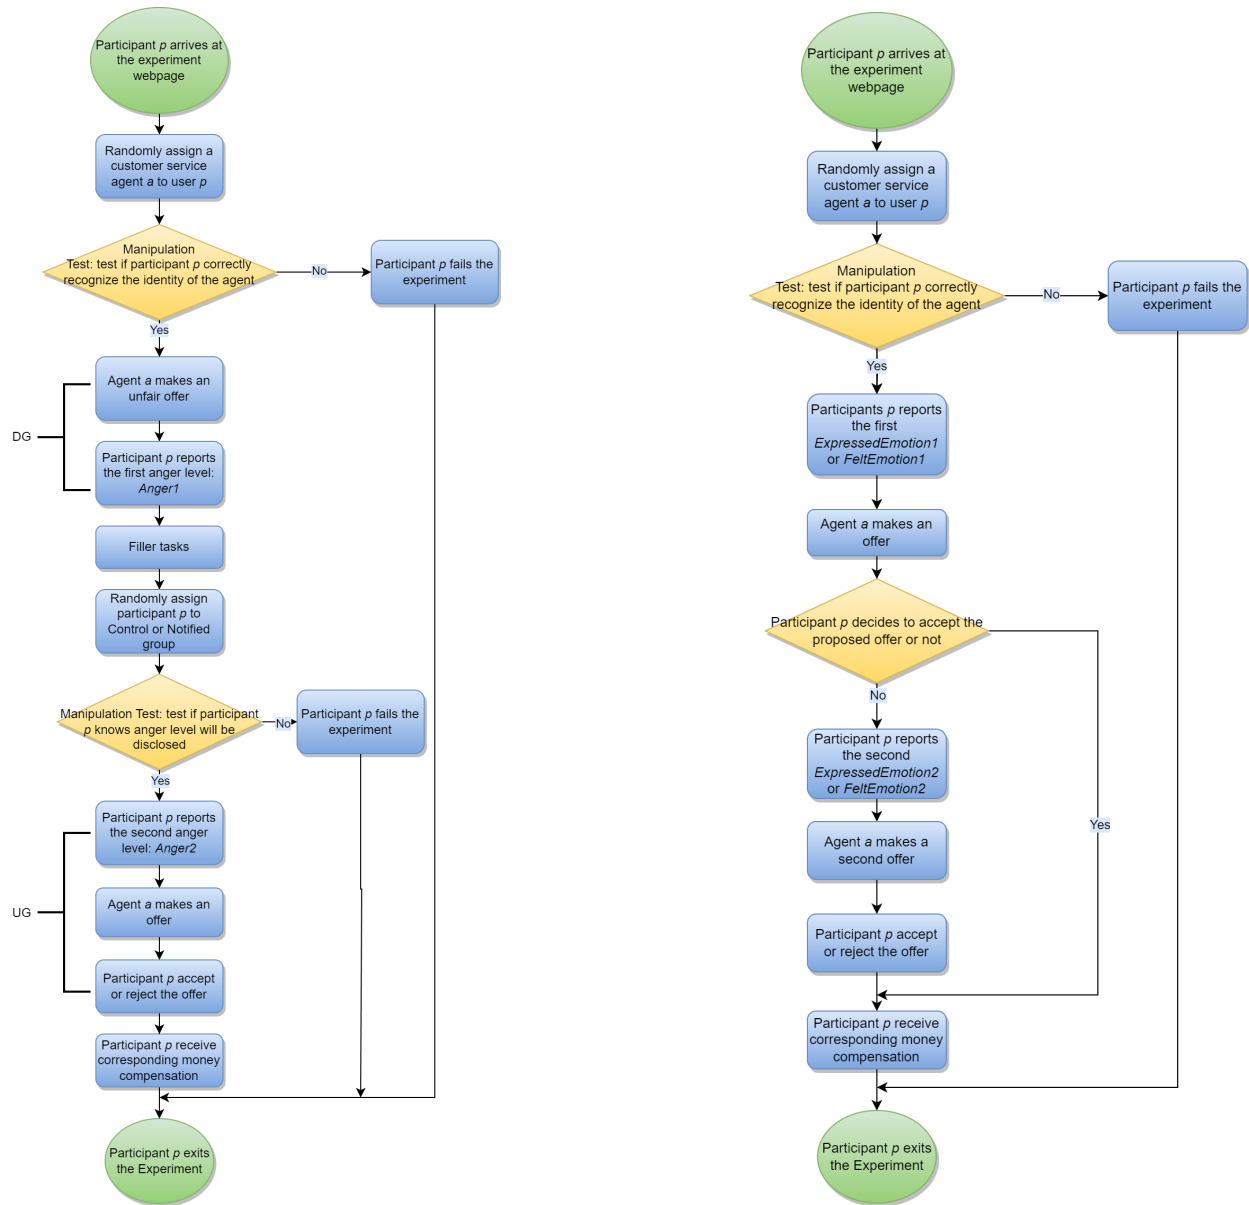 Participant p arrives at
the experiment
webpage
Randomly assign a
customer service
agent a to user p
Manipulation
Test: test if participant p correctly
recognize the identity of the agent
No
Participant p fails the
experiment
Yes
Agent a makes an
unfair offer
DG
Participant p reports
the first anger level:
Anger1
Filler tasks
Randomly assign
participant p to
Control or Notified
group
Manipulation Test: test if participant
p knows anger level will be
disclosed
No
Participant p fails the
experiment
Yes
Participant p reports
the second anger
level: Anger2
UG
Agent a makes an
offer
Participant p accept
or reject the offer
Participant p receive
corresponding money
compensation
Participant p exits
the Experiment
Participant p arrives at
the experiment
webpage
Randomly assign a
customer service
agent a to user p
Manipulation
Test: test if participant p correctly
recognize the identity of the agent
No
Participant p fails the
experiment
Yes
Participants p reports
the first
ExpressedEmotion1
or FeltEmotion1
Agent a makes an
offer
Participant p decides to accept the
proposed offer or not
No
Participant p reports
the second
ExpressedEmotion2
or FeltEmotion2
Yes
Agent a makes a
second offer
Participant p accept
or reject the offer
Participant p receive
corresponding money
compensation
Participant p exits
the Experiment